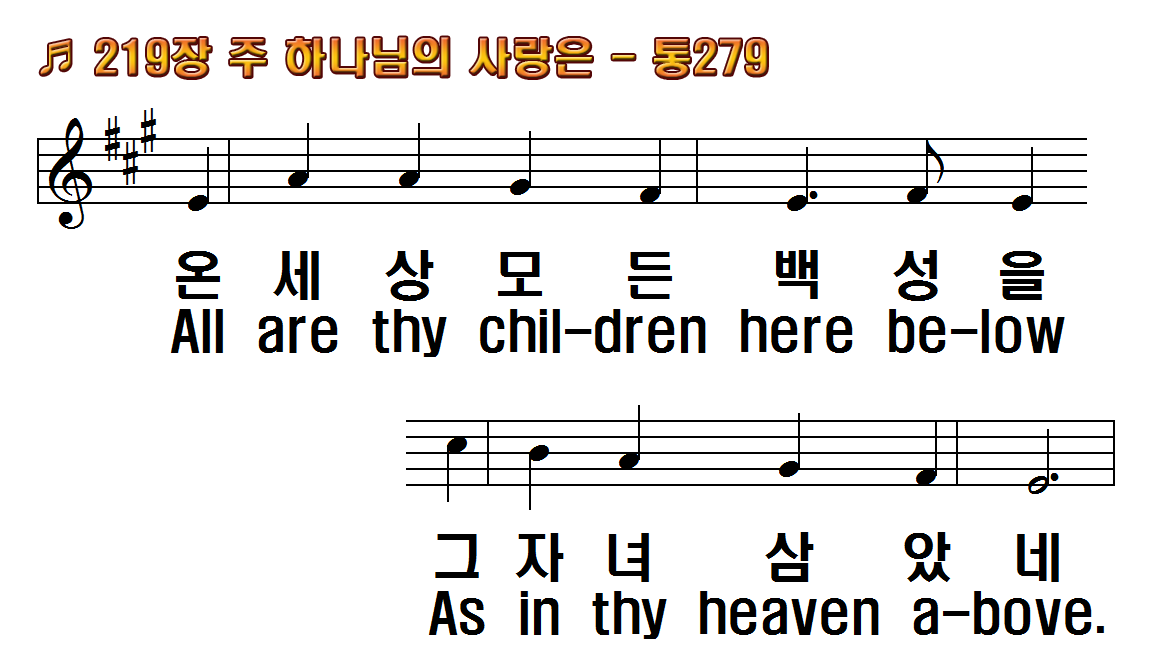 ♬ 219장 주 하나님의 사랑은 - 통279
온 세 상 모 든 백 성 을
All are thy chil-dren here be-low
그 자 녀 삼 았 네
As in thy heaven a-bove.